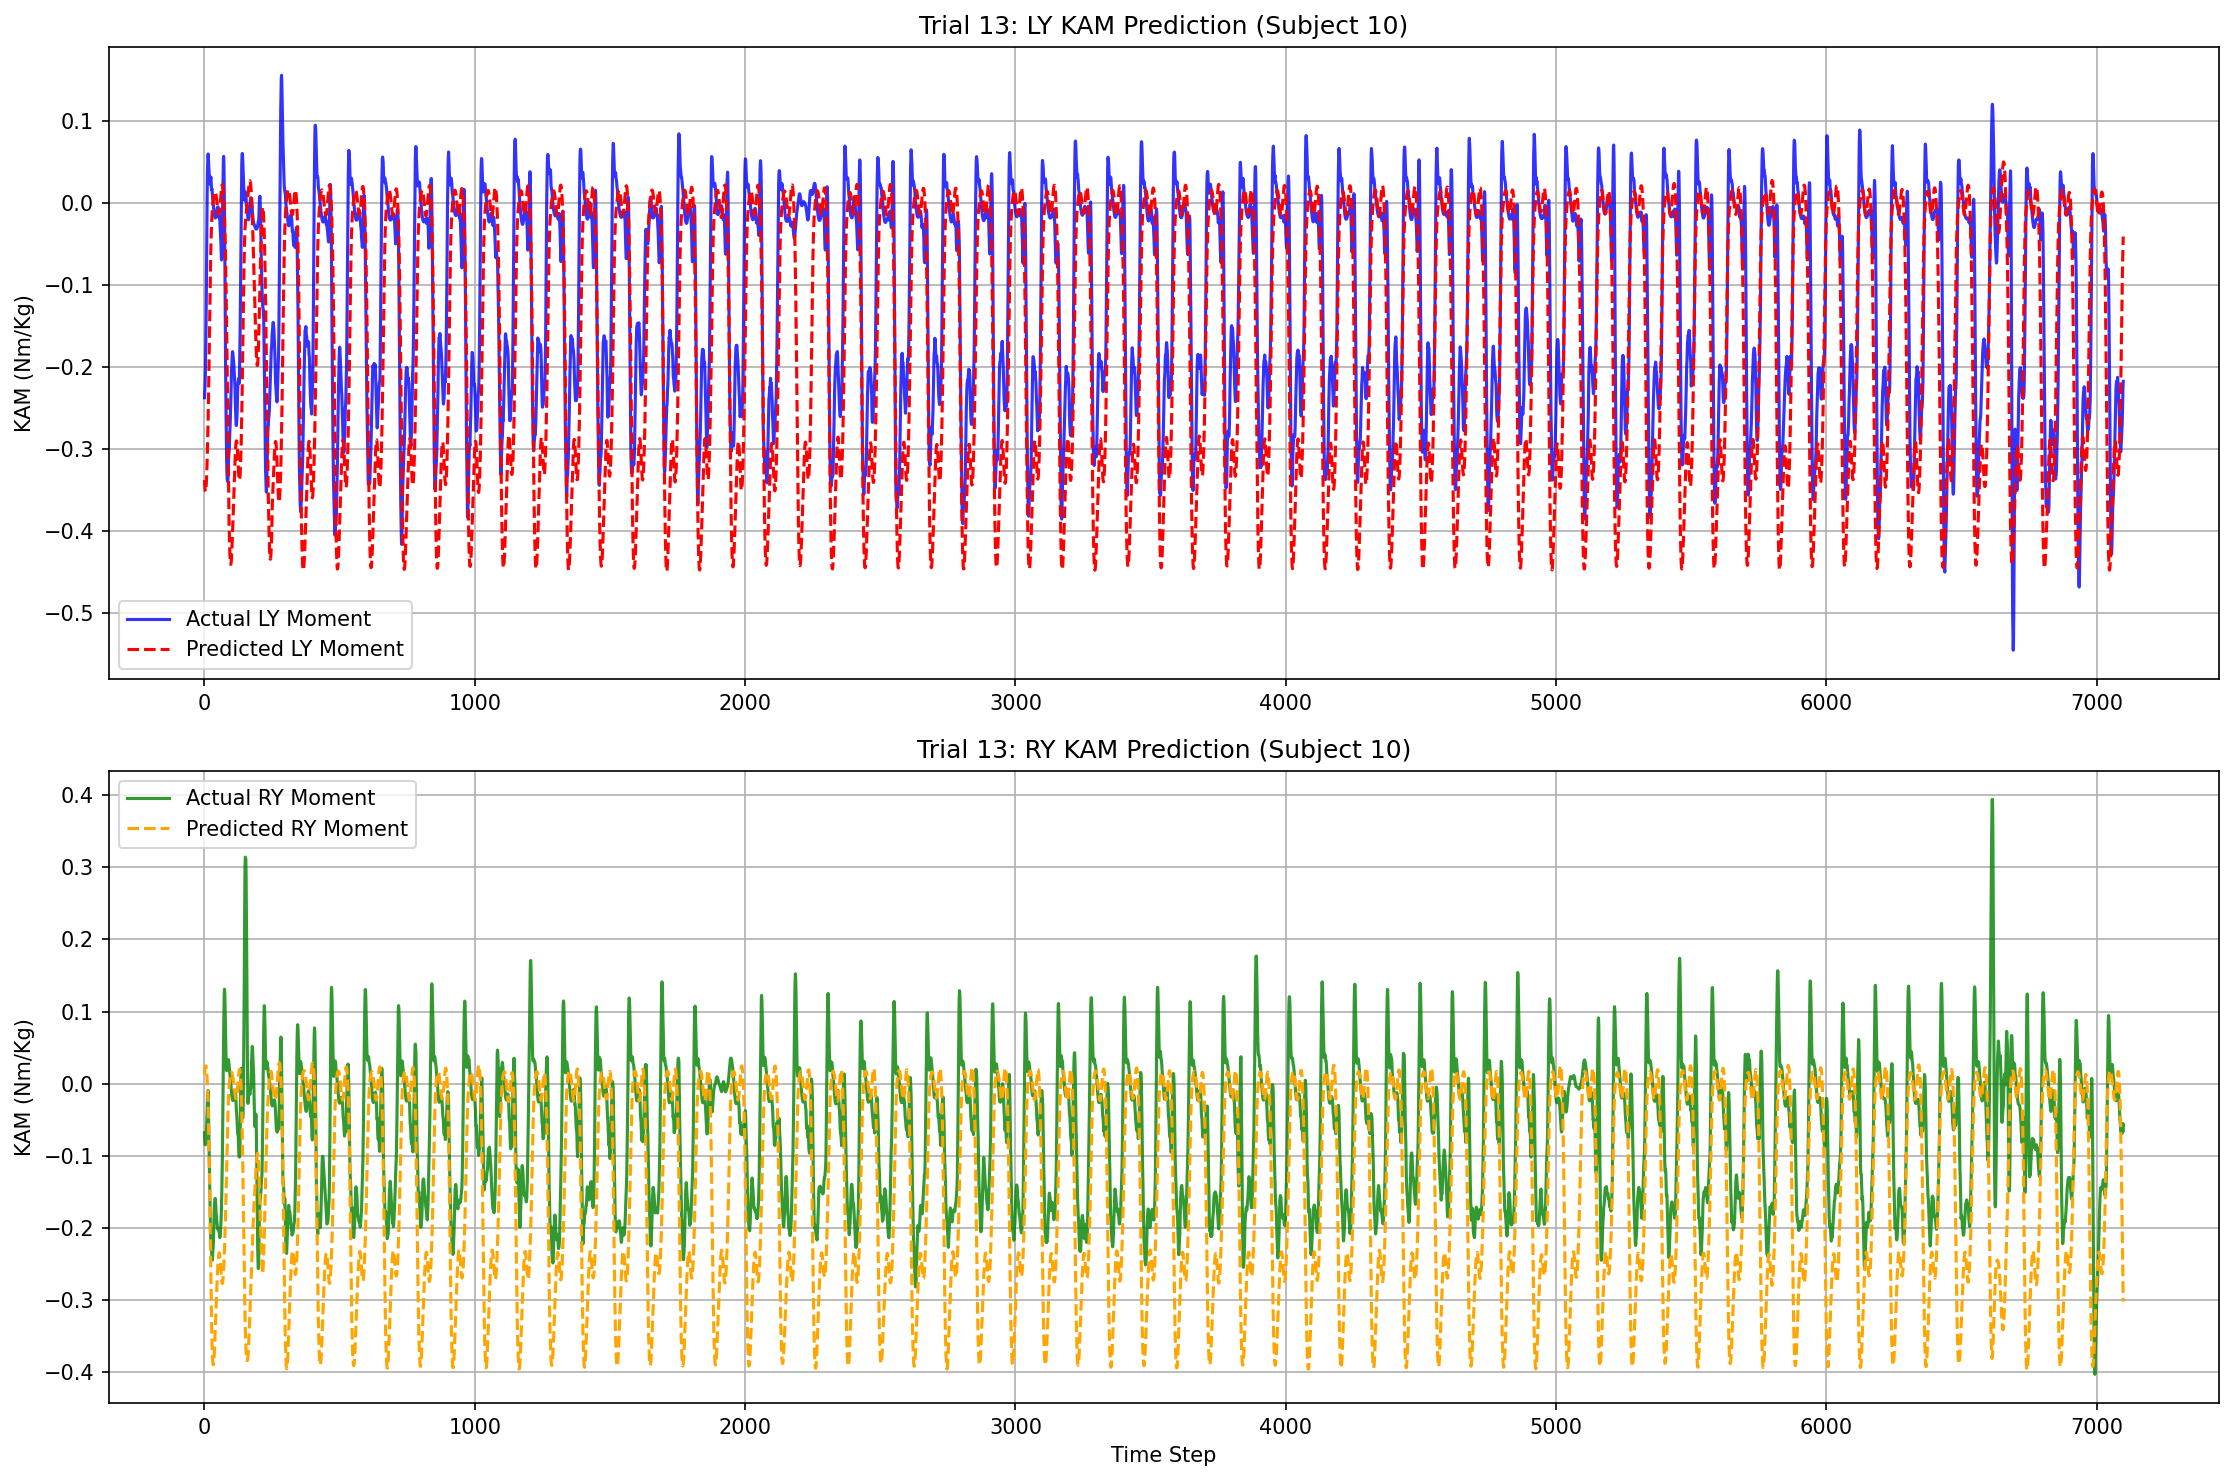 Trial 13: LY KAM Prediction (Subject 10)
KAM (Nm/Kg)
0.1
0.0
−0.1
−0.2
−0.3
−0.4
−0.5
Actual LY Moment
Predicted LY Moment
0 1000 2000 3000 4000 5000 6000 7000
Trial 13: RY KAM Prediction (Subject 10)
KAM (Nm/Kg)
0.4
0.3
0.2
0.1
0.0
−0.1
−0.2
−0.3
−0.4
Actual RY Moment
Predicted RY Moment
0 1000 2000 3000 4000 5000 6000 7000
Time Step